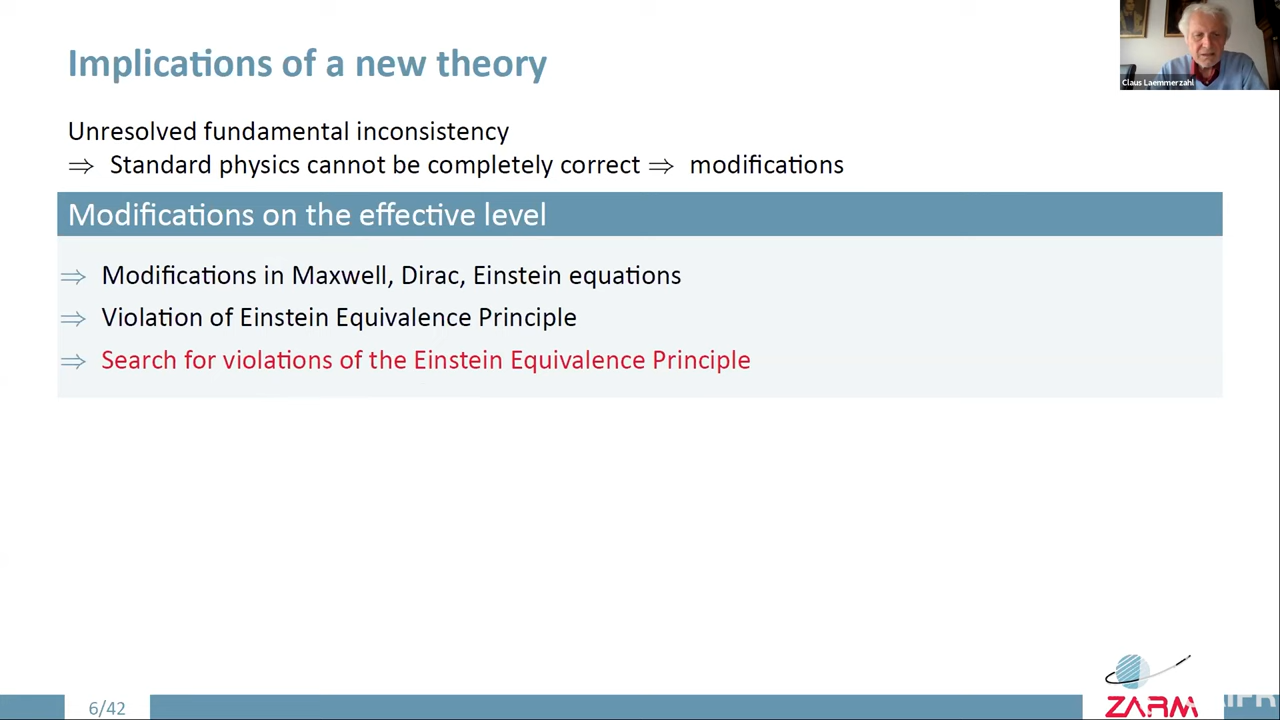 Implications of a new theory
Claus Laemmerzahl
Unresolved fundamental inconsistency
⇒ Standard physics cannot be completely correct ⇒ modifications
Modifications on the effective level
⇒ Modifications in Maxwell, Dirac, Einstein equations
⇒ Violation of Einstein Equivalence Principle
⇒ Search for violations of the Einstein Equivalence Principle
6/42
ZARM